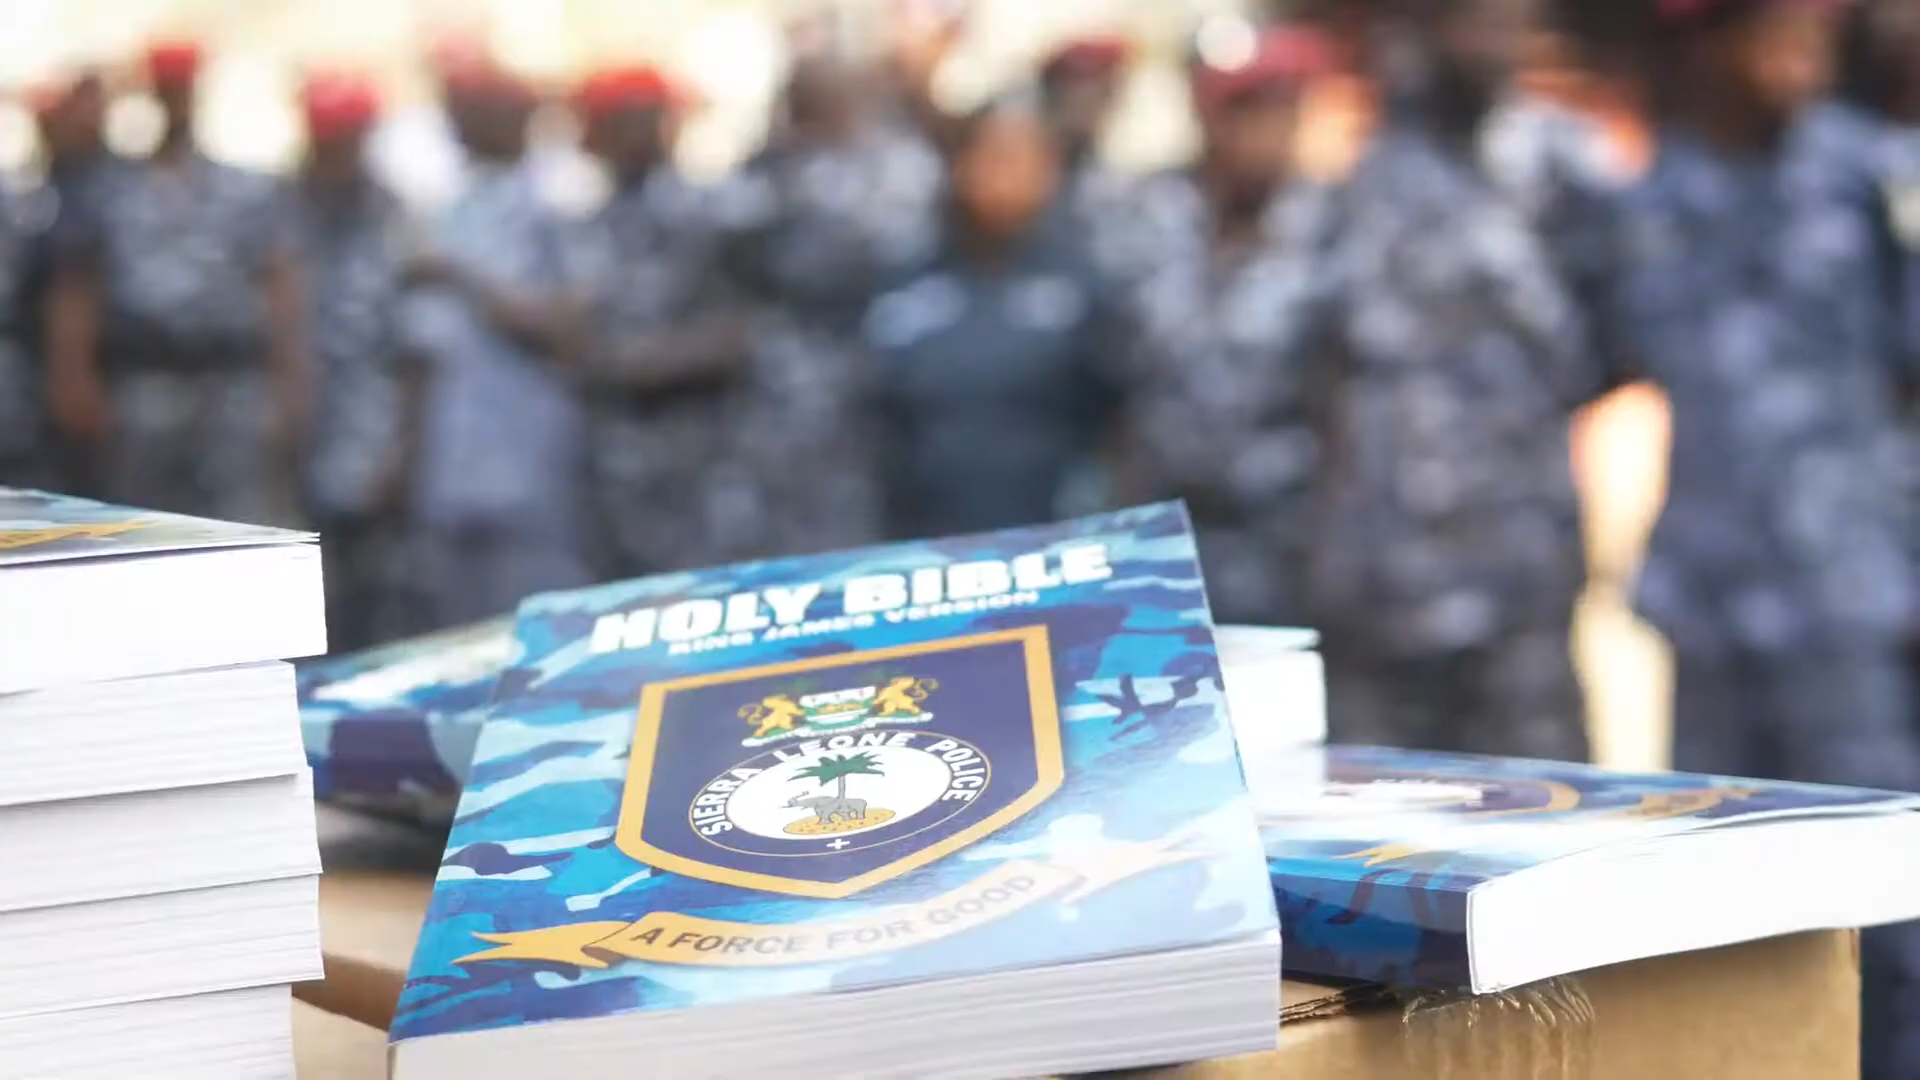 HOLY BIBLE
KING JAMES VERSION
SIERRA LEONE POLICE
A FORCE FOR GOOD